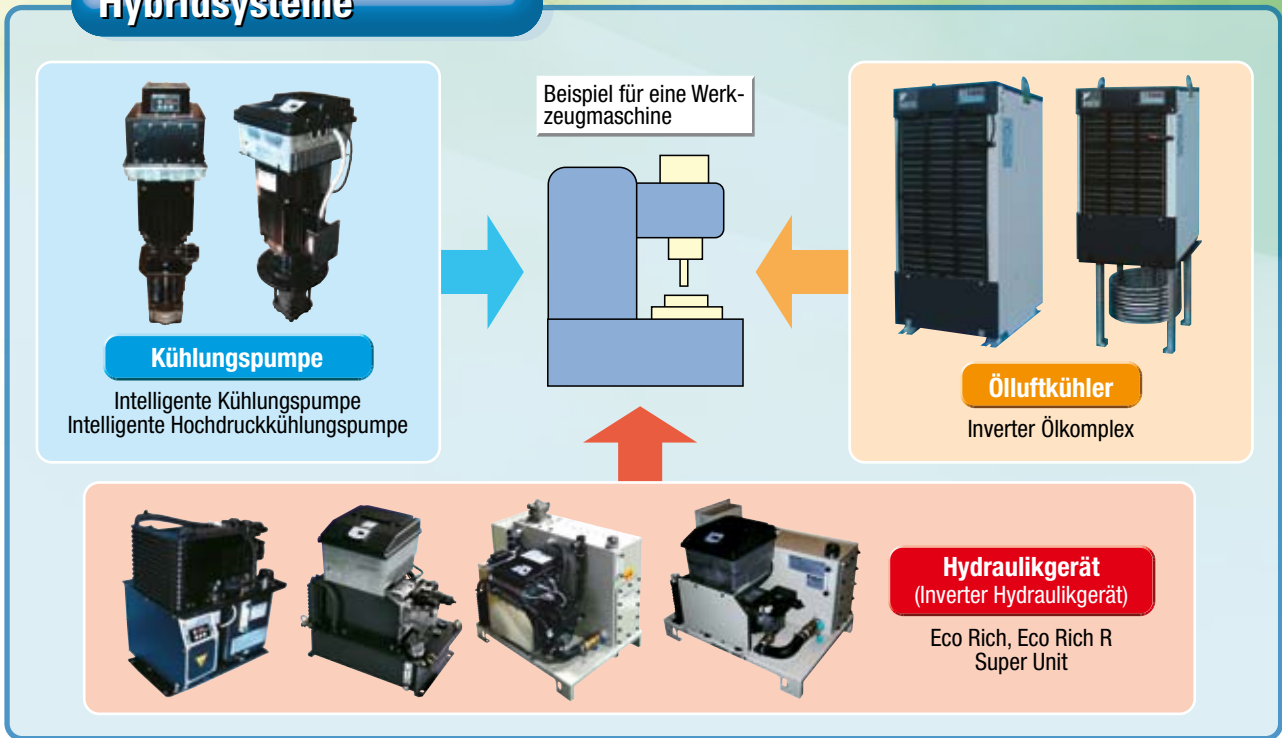 Hybridsysteme
Beispiel für eine Werk-
zeugmaschine
Kühlungspumpe
Intelligente Kühlungspumpe
Intelligente Hochdruckkühlungspumpe
Ölluftkühler
Inverter Ölkomplex
Hydraulikgerät
(Inverter Hydraulikgerät)
Eco Rich, Eco Rich R
Super Unit